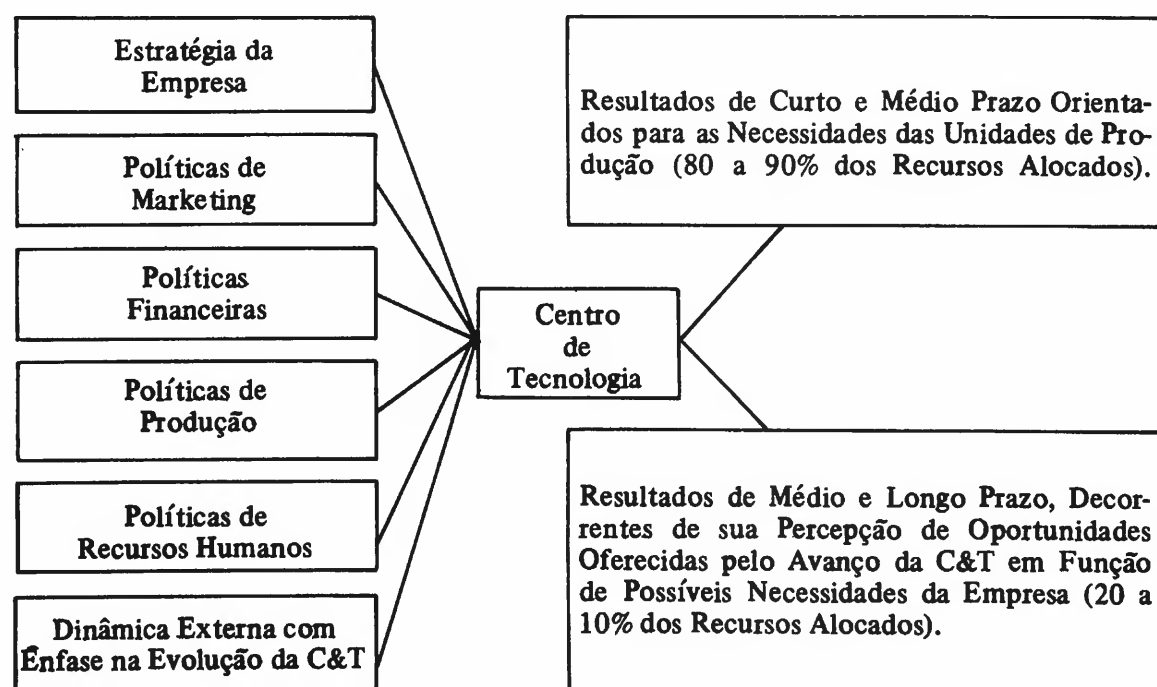 Estratégia da
Empresa
Políticas de
Marketing
Políticas
Financeiras
Políticas de
Produção
Políticas de
Recursos Humanos
Dinâmica Externa com
Ênfase na Evolução da C&T
Centro
de
Tecnologia
Resultados de Curto e Médio Prazo Orienta-
dos para as Necessidades das Unidades de Pro-
dução (80 a 90% dos Recursos Alocados).
Resultados de Médio e Longo Prazo, Decor-
rentes de sua Percepção de Oportunidades
Oferecidas pelo Avanço da C&T em Função
de Possíveis Necessidades da Empresa (20 a
10% dos Recursos Alocados).